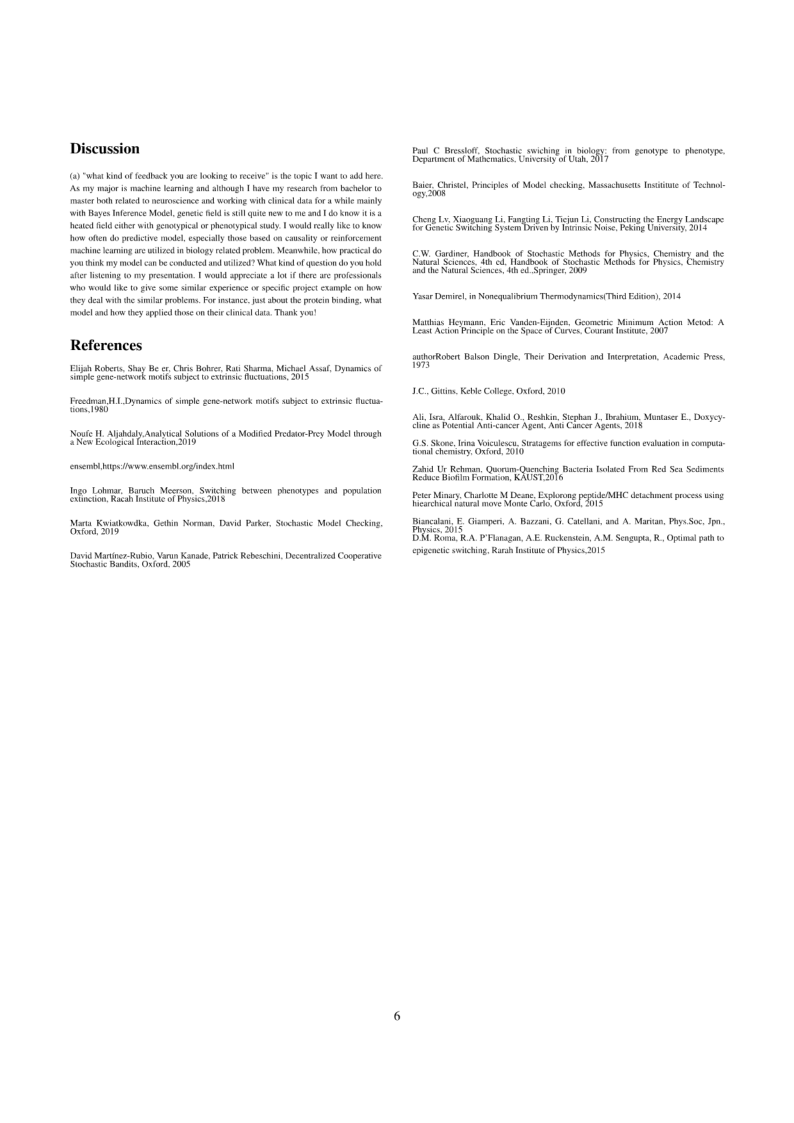 Discussion
(a) "what kind of feedback you are looking to receive" is the topic I want to add here.
As my major is machine learning and although I have my research from bachelor to
master both related to neuroscience and working with clinical data for a while mainly
with Bayes Inference Model, genetic field is still quite new to me and I do know it is a
heated field either with genotypical or phenotypical study. I would really like to know
how often do predictive model, especially those based on causality or reinforcement
machine learning are utilized in biology related problem. Meanwhile, how practical do
you think my model can be conducted and utilized? What kind of question do you hold
after listening to my presentation. I would appreciate a lot if there are professionals
who would like to give some similar experience or specific project example on how
they deal with the similar problems. For instance, just about the protein binding, what
model and how they applied those on their clinical data. Thank you!
References
Elijah Roberts, Shay Be er, Chris Bohrer, Rati Sharma, Michael Assaf, Dynamics of
simple gene-network motifs subject to extrinsic fluctuations, 2015
Freedman,H.I.,Dynamics of simple gene-network motifs subject to extrinsic fluctua-
tions,1980
Noufe H. Aljahdaly,Analytical Solutions of a Modified Predator-Prey Model through
a New Ecological Interaction,2019
ensembl,https://www.ensembl.org/index.html
Ingo Lohmar, Baruch Meerson, Switching between phenotypes and population
extinction, Racah Institute of Physics,2018
Marta Kwiatkowdka, Gethin Norman, David Parker, Stochastic Model Checking,
Oxford, 2019
David Martínez-Rubio, Varun Kanade, Patrick Rebeschini, Decentralized Cooperative
Stochastic Bandits, Oxford, 2005
Paul C Bressloff, Stochastic swiching in biology: from genotype to phenotype,
Department of Mathematics, University of Utah, 2017
Baier, Christel, Principles of Model checking, Massachusetts Instititute of Technol-
ogy,2008
Cheng Lv, Xiaoguang Li, Fangting Li, Tiejun Li, Constructing the Energy Landscape
for Genetic Switching System Driven by Intrinsic Noise, Peking University, 2014
C.W. Gardiner, Handbook of Stochastic Methods for Physics, Chemistry and the
Natural Sciences, 4th ed, Handbook of Stochastic Methods for Physics, Chemistry
and the Natural Sciences, 4th ed.,Springer, 2009
Yasar Demirel, in Nonequalibrium Thermodynamics(Third Edition), 2014
Matthias Heymann, Eric Vanden-Eijnden, Geometric Minimum Action Metod: A
Least Action Principle on the Space of Curves, Courant Institute, 2007
authorRobert Balson Dingle, Their Derivation and Interpretation, Academic Press,
1973
J.C., Gittins, Keble College, Oxford, 2010
Ali, Isra, Alfarouk, Khalid O., Reshkin, Stephan J., Ibrahium, Muntaser E., Doxycy-
cline as Potential Anti-cancer Agent, Anti Cancer Agents, 2018
G.S. Skone, Irina Voiculescu, Stratagems for effective function evaluation in computa-
tional chemistry, Oxford, 2010
Zahid Ur Rehman, Quorum-Quenching Bacteria Isolated From Red Sea Sediments
Reduce Biofilm Formation, KAUST,2016
Peter Minary, Charlotte M Deane, Explorong peptide/MHC detachment process using
hiearchical natural move Monte Carlo, Oxford, 2015
Biancalani, E. Giamperi, A. Bazzani, G. Catellani, and A. Maritan, Phys.Soc, Jpn.,
Physics, 2015
D.M. Roma, R.A. P'Flanagan, A.E. Ruckenstein, A.M. Sengupta, R., Optimal path to
epigenetic switching, Rarah Institute of Physics,2015
6